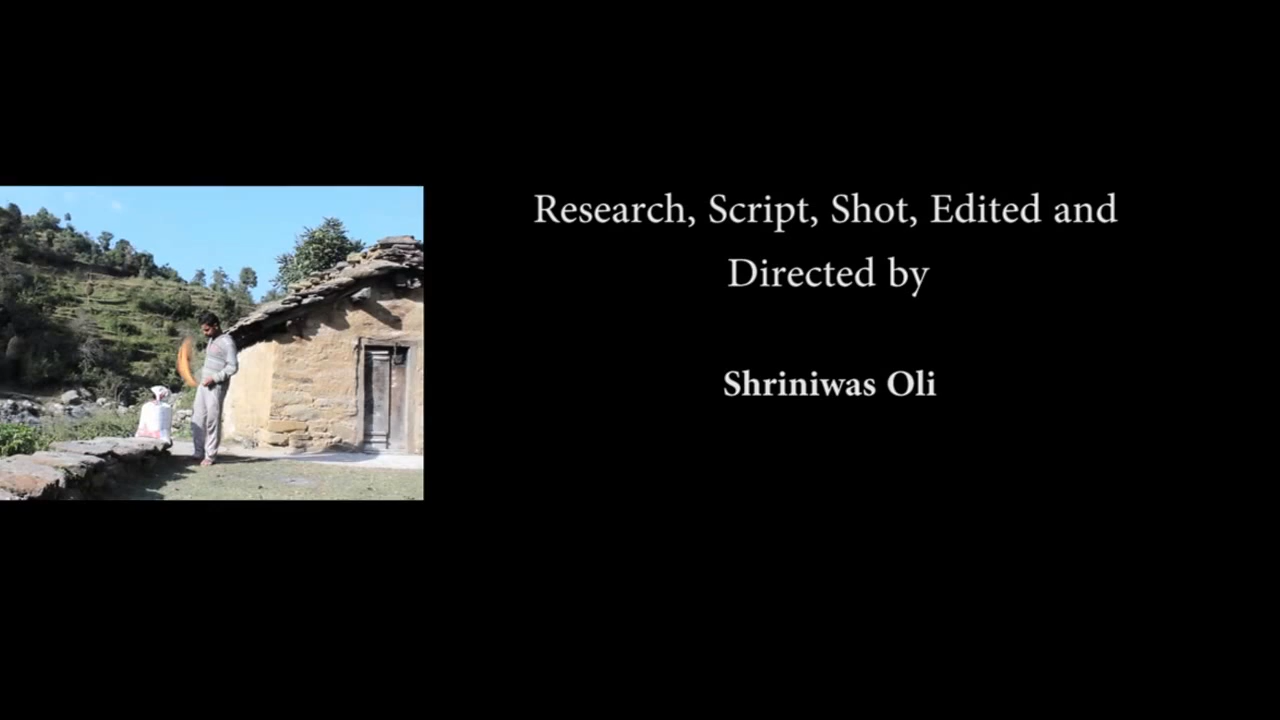 Research, Script, Shot, Edited and
Directed by
Shriniwas Oli